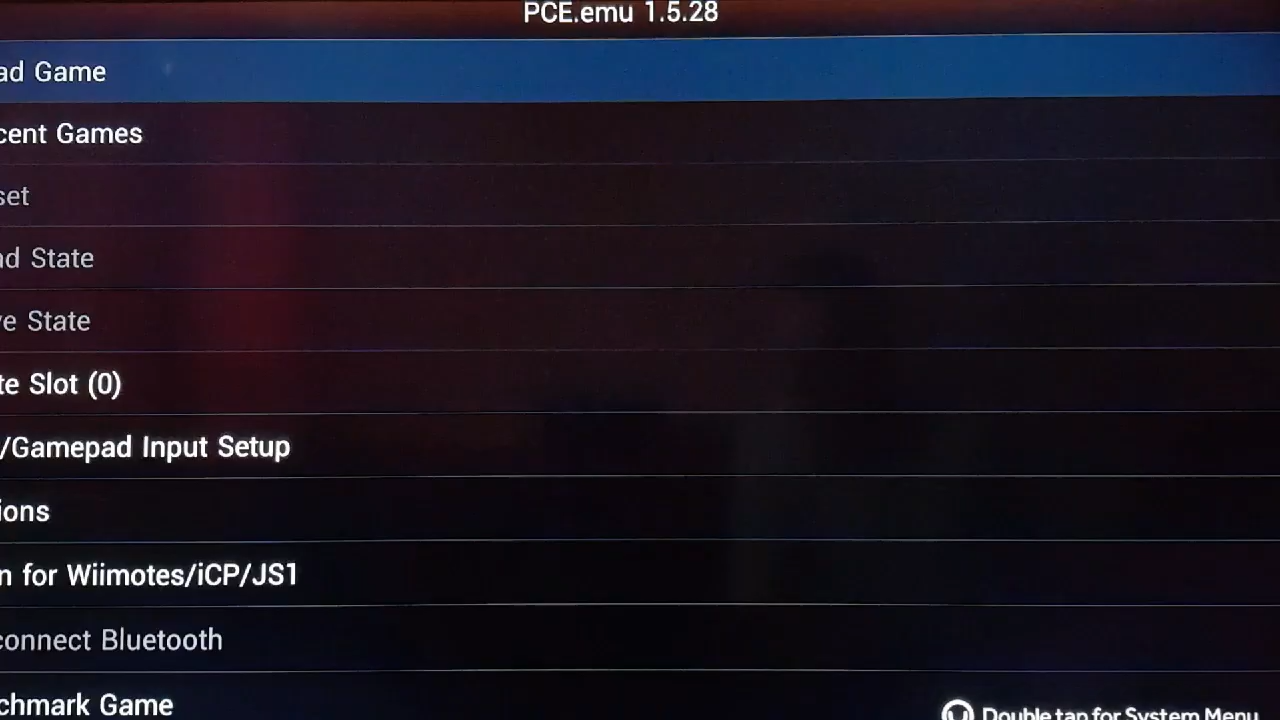 PCE.emu 1.5.28
ad Game
cent Games
set
ad State
ve State
te Slot (0)
/Gamepad Input Setup
ions
n for Wiimotes/iCP/JS1
connect Bluetooth
chmark Game
Double tap for System Menu